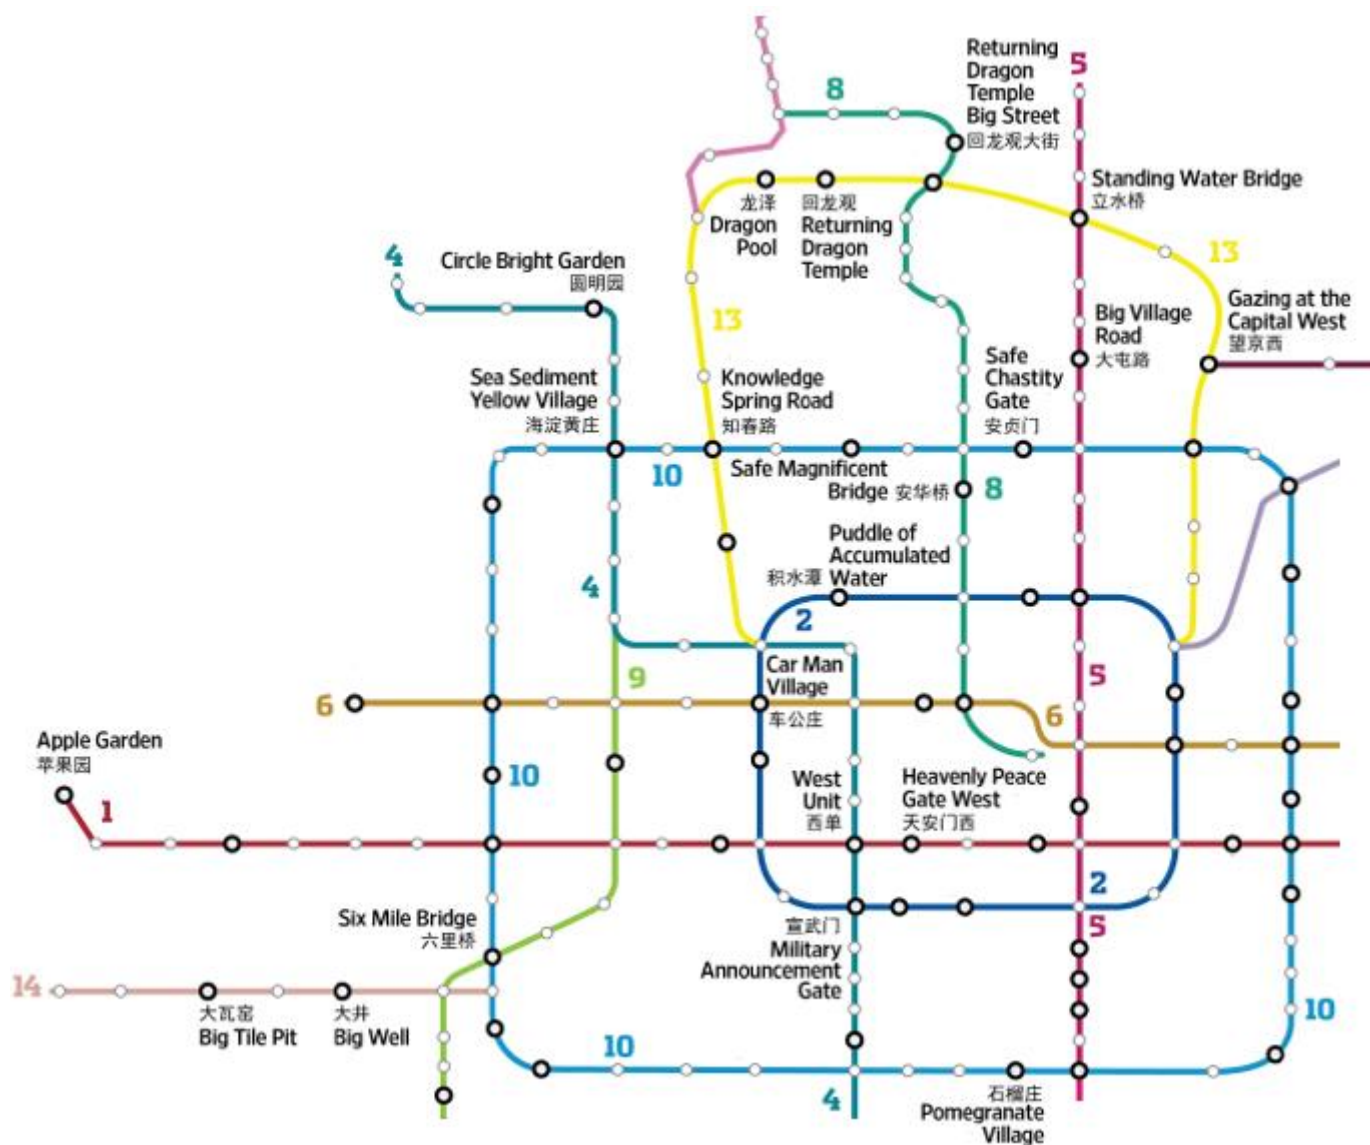 Returning
Dragon
Temple
Big Street
回龙观大街
5
8
Standing Water Bridge
立水桥
龙泽
Dragon
Pool
回龙观
Returning
Dragon
Temple
4
Circle Bright Garden
圆明园
13
13
Big Village
Road
大屯路
Gazing at the
Capital West
望京西
Safe
Chastity
Gate
安贞门
Sea Sediment
Yellow Village
海淀黄庄
Knowledge
Spring Road
知春路
10
Safe Magnificent
Bridge 安华桥
8
Puddle of
Accumulated
Water
积水潭
4
2
Car Man
Village
车公庄
9
5
6
6
Apple Garden
苹果园
1
10
West
Unit
西单
Heavenly Peace
Gate West
天安门西
2
5
Six Mile Bridge
六里桥
宣武门
Military
Announcement
Gate
14
大瓦窑
Big Tile Pit
大井
Big Well
10
10
4
石榴庄
Pomegranate
Village